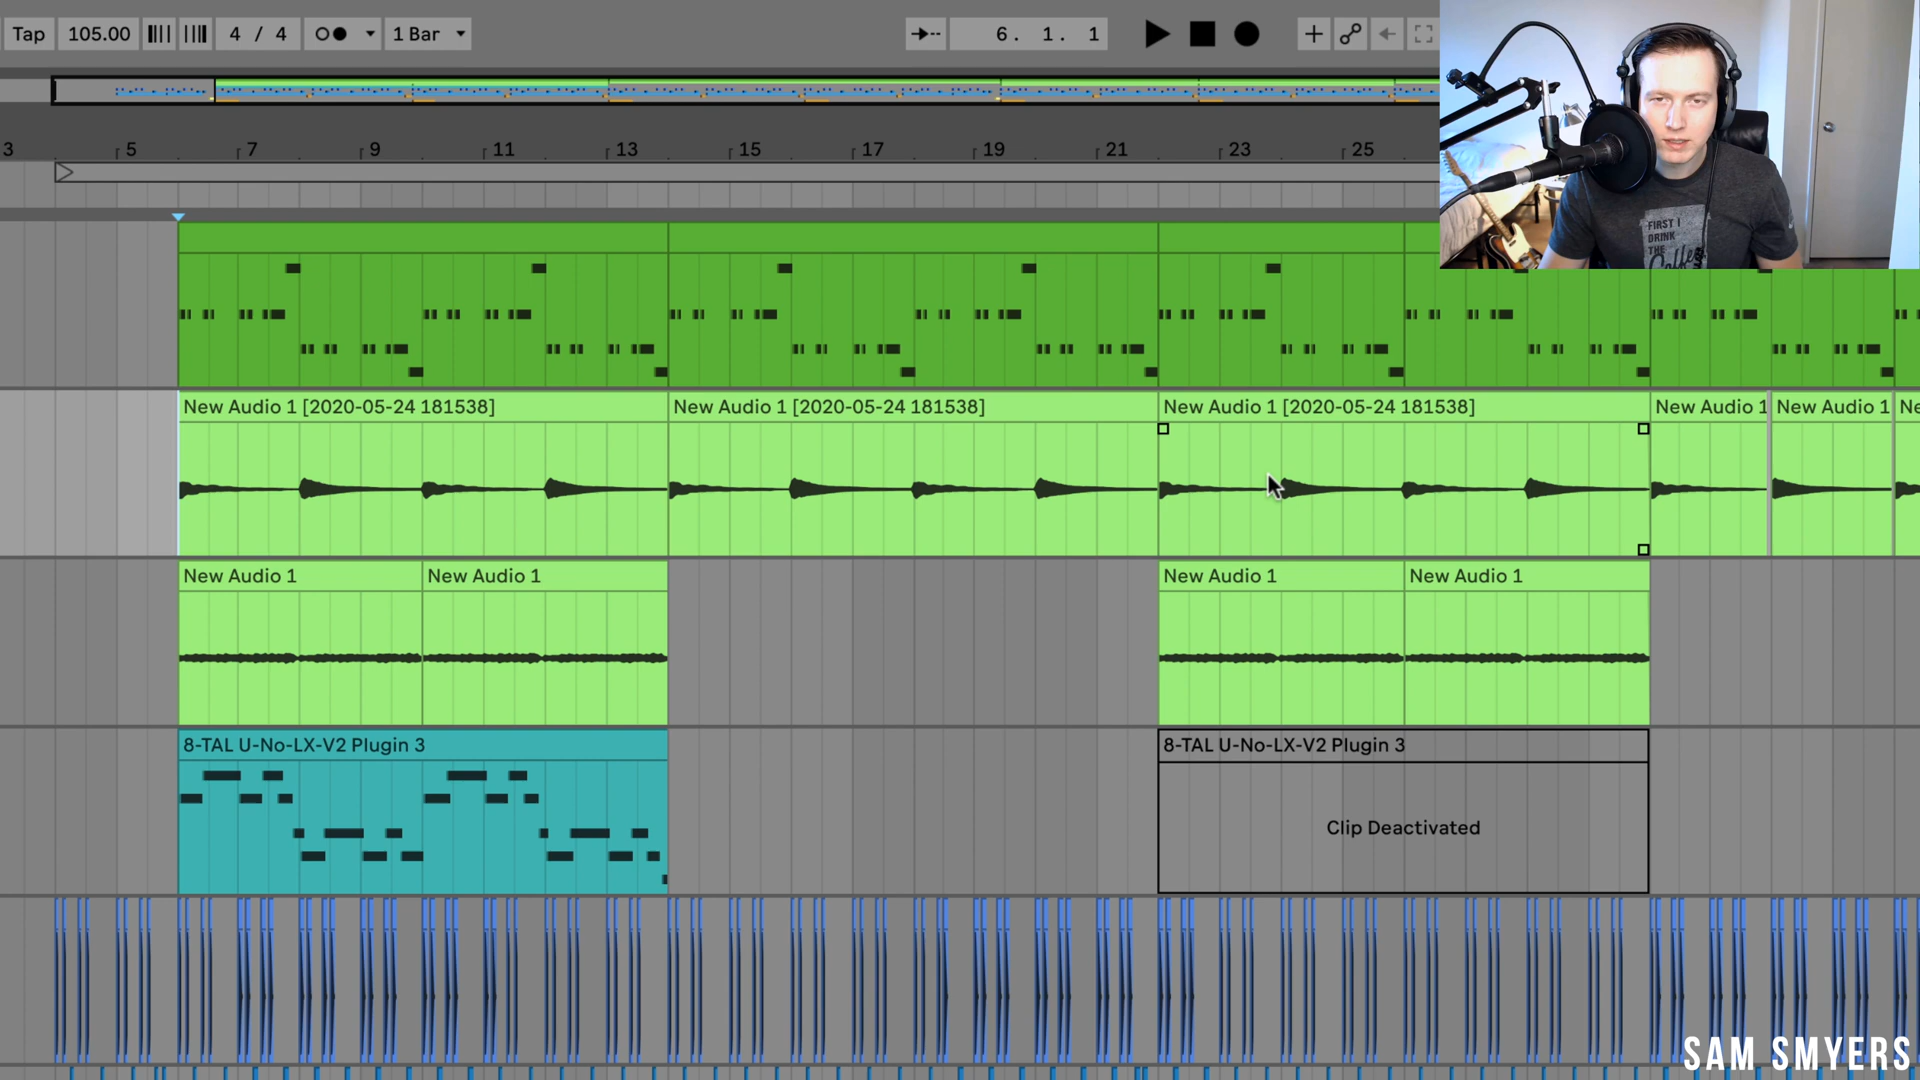 Tap 105.00 4 / 4 1 Bar 6. 1. 1
3 5 7 9 11 13 15 17 19 21 23 25
FIRST I
DRINK
THE
Coffee
New Audio 1 [2020-05-24 181538] New Audio 1 [2020-05-24 181538] New Audio 1 [2020-05-24 181538] New Audio 1 New Audio 1 Ne
New Audio 1 New Audio 1 New Audio 1 New Audio 1
8-TAL U-No-LX-V2 Plugin 3 8-TAL U-No-LX-V2 Plugin 3
Clip Deactivated
SAM SMYERS